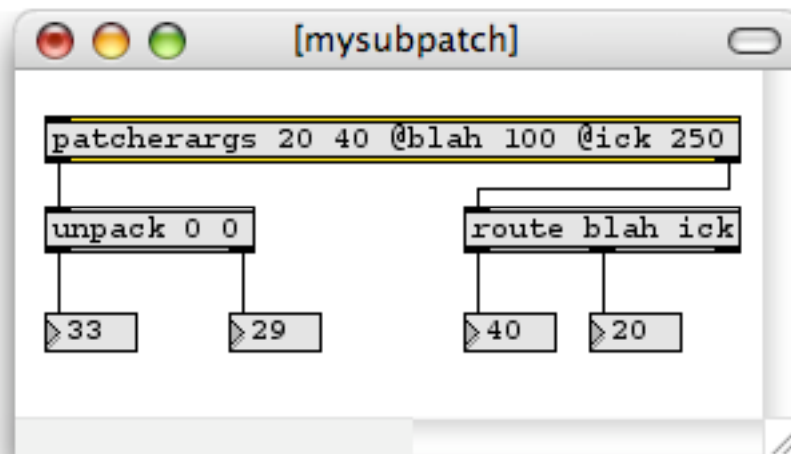 [mysubpatch]
patcherargs 20 40 @blah 100 @ick 250
unpack 0 0
route blah ick
33
29
40
20